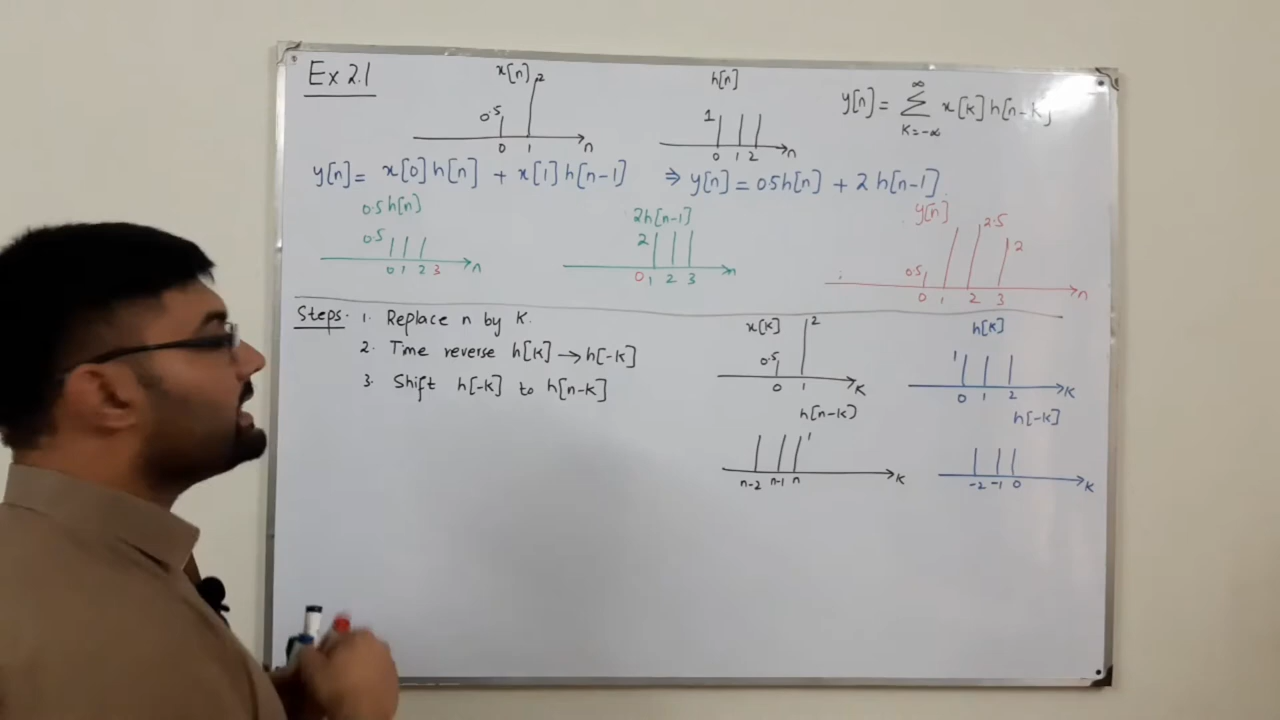 Ex 2.1
x[n]
2
0.5
0 1 n
h[n]
1
0 1 2 n
y[n] = ∞ Σ K=-∞ x[k] h[n-k]
y[n] = x[0] h[n] + x[1] h[n-1] ⇒ y[n] = 0.5h[n] + 2 h[n-1]
0.5h[n]
0.5
0 1 2 3 n
2h[n-1]
2
0 1 2 3 n
y[n]
2.5
2
0.5
0 1 2 3 n
Steps. 1. Replace n by K.
2. Time reverse h[k] → h[-k]
3. Shift h[-k] to h[n-k]
x[k]
2
0.5
0 1 K
h[k]
1
0 1 2 K
h[n-k)
1
n-2 n-1 n K
h[-k]
-2 -1 0 K